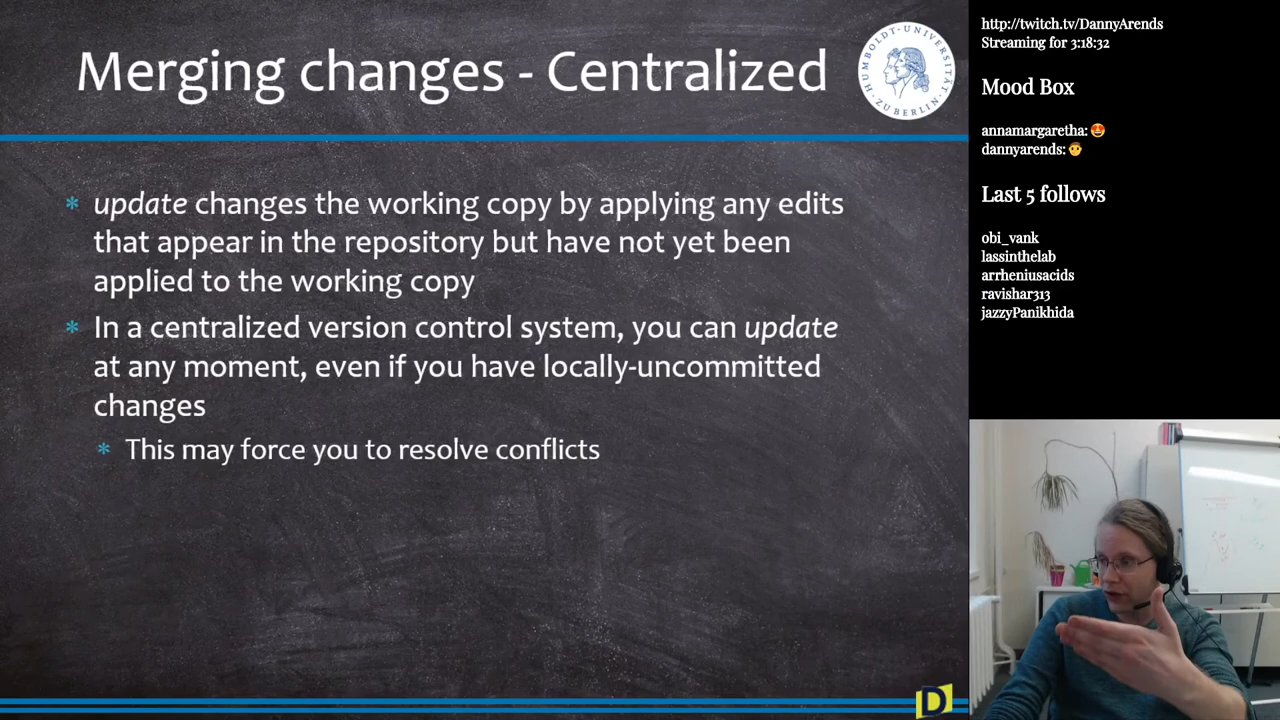 Merging changes - Centralized
HUMBOLDT-UNIVERSITÄT ZU BERLIN
* update changes the working copy by applying any edits
that appear in the repository but have not yet been
applied to the working copy
* In a centralized version control system, you can update
at any moment, even if you have locally-uncommitted
changes
* This may force you to resolve conflicts
D
http://twitch.tv/DannyArends
Streaming for 3:18:32
Mood Box
annamargaretha: 😍
dannyarends: 👨
Last 5 follows
obi_vank
lassinthelab
arrheniusacids
ravishar313
jazzyPanikhida